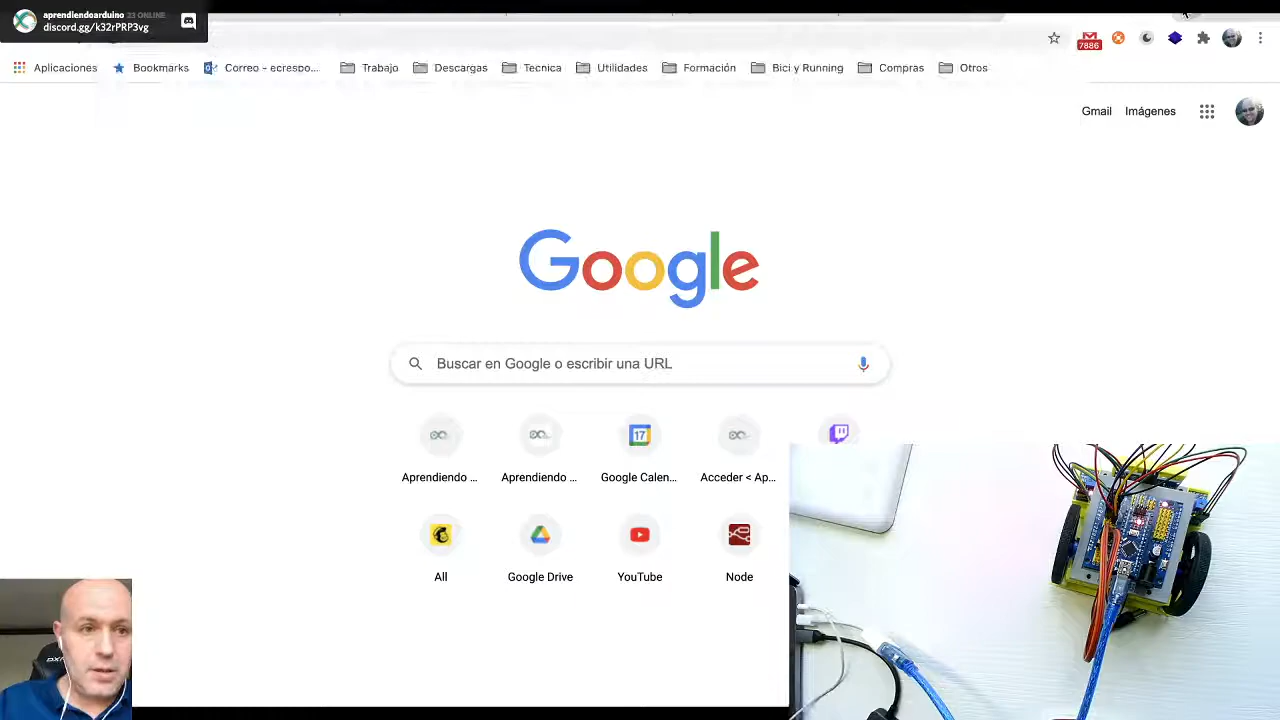 aprendiendoarduino 23 ONLINE
discord.gg/k32rPRP3vg
7886
Aplicaciones Bookmarks Correo – ecrespo... Trabajo Descargas Tecnica Utilidades Formación Bici y Running Compras Otros
Gmail Imágenes
Google
Buscar en Google o escribir una URL
17
Aprendiendo ... Aprendiendo ... Google Calen... Acceder < Ap...
All Google Drive YouTube Node